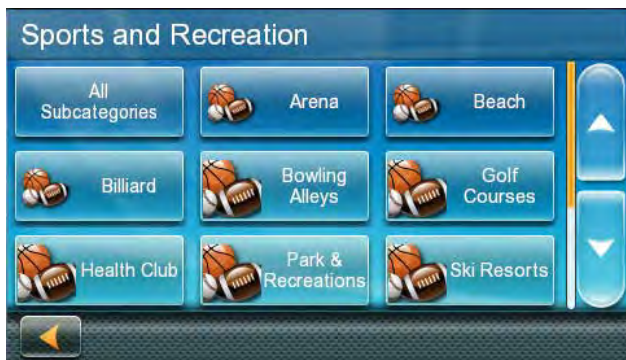 Sports and Recreation
All
Subcategories
Arena
Beach
Billiard
Bowling
Alleys
Golf
Courses
Health Club
Park &
Recreations
Ski Resorts